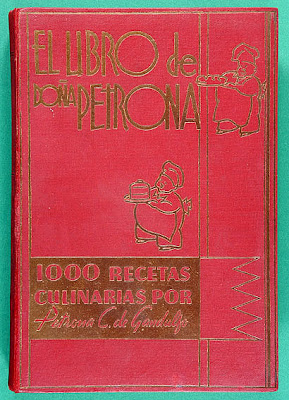 EL LIBRO de
DOÑA PETRONA
1000 RECETAS
CULINARIAS POR
Petrona C. de Gandulfo